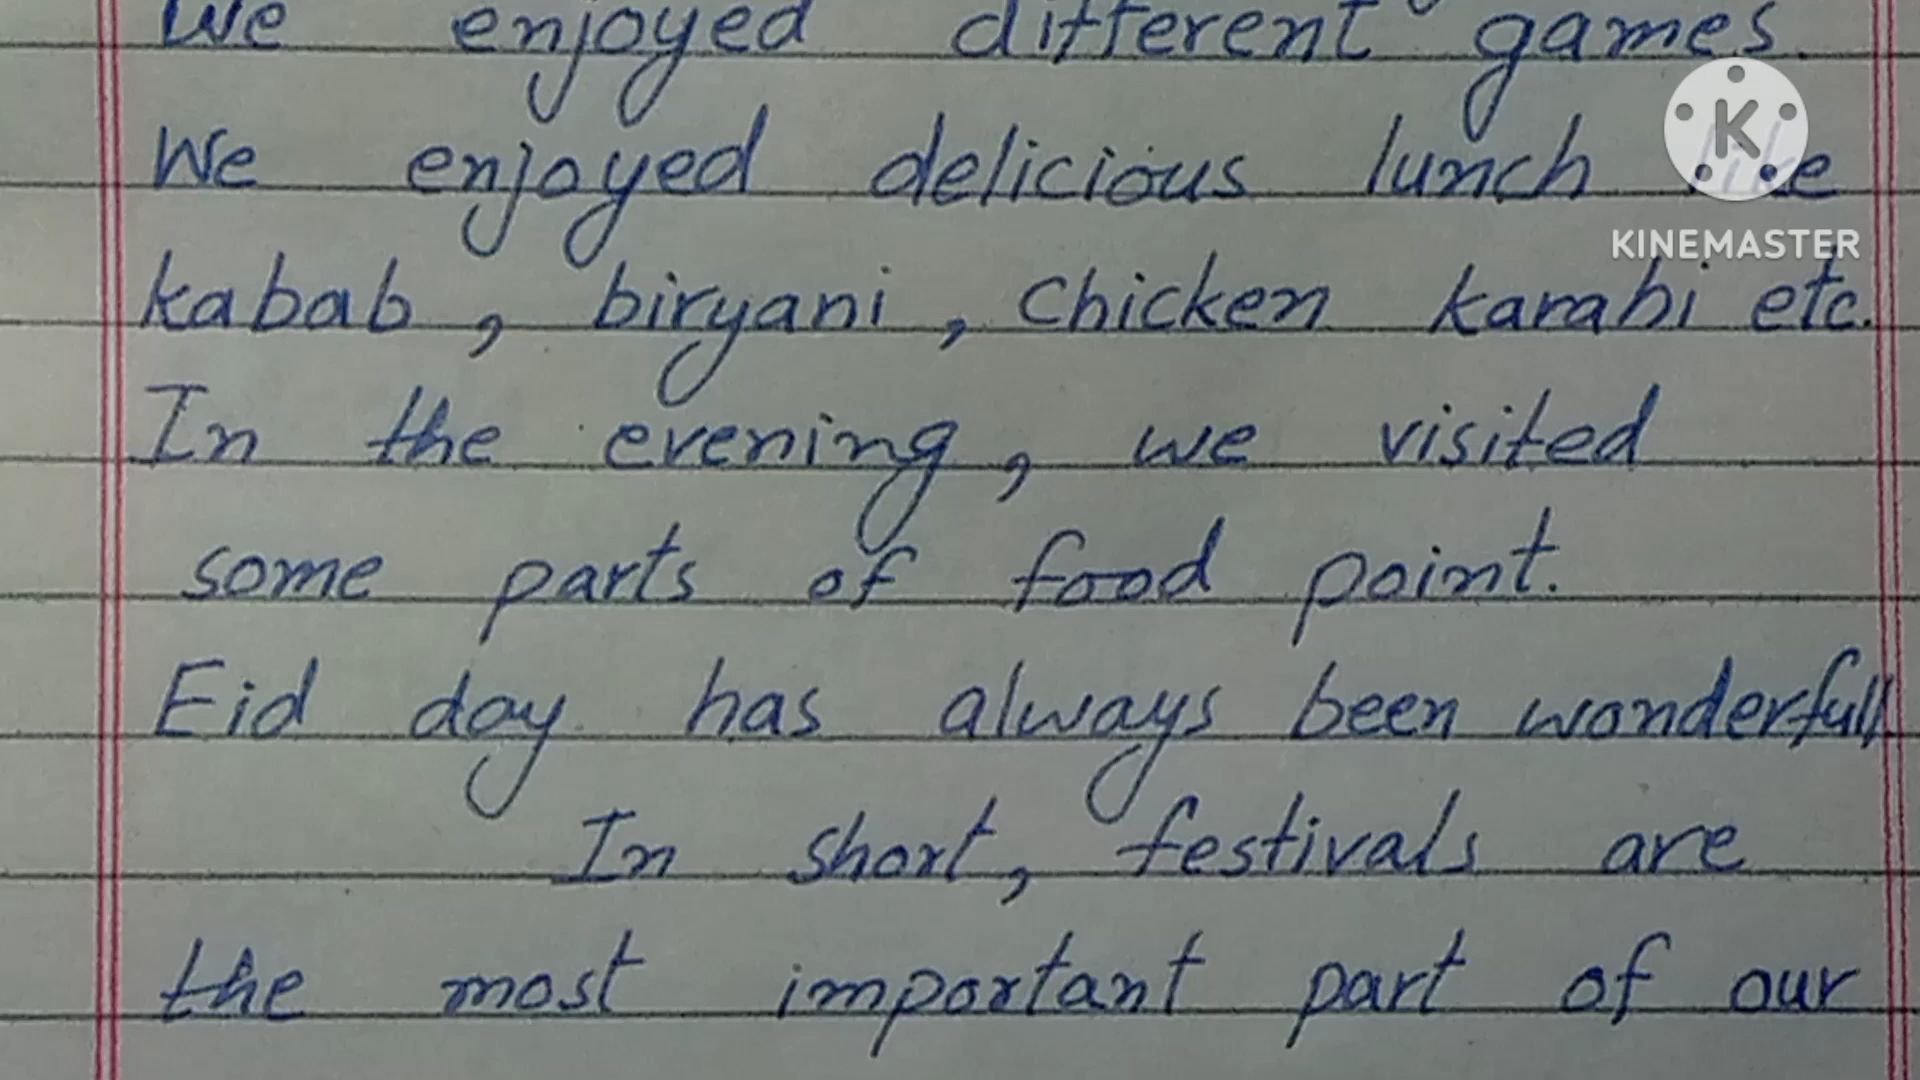 We enjoyed different games.
We enjoyed delicious lunch like
KINEMASTER
kabab, biryani, chicken karahi etc.
In the evening, we visited
some parts of food point.
Eid day has always been wonderfull
In short, festivals are
the most important part of our